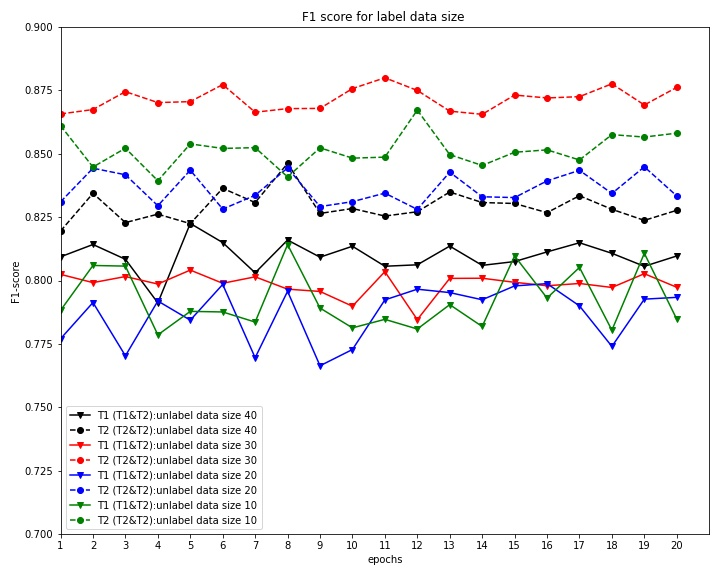 F1 score for label data size
0.900
0.875
0.850
0.825
0.800
0.775
0.750
0.725
0.700
F1-score
T1 (T1&T2):unlabel data size 40
T2 (T2&T2):unlabel data size 40
T1 (T1&T2):unlabel data size 30
T2 (T2&T2):unlabel data size 30
T1 (T1&T2):unlabel data size 20
T2 (T2&T2):unlabel data size 20
T1 (T1&T2):unlabel data size 10
T2 (T2&T2):unlabel data size 10
1 2 3 4 5 6 7 8 9 10 11 12 13 14 15 16 17 18 19 20
epochs